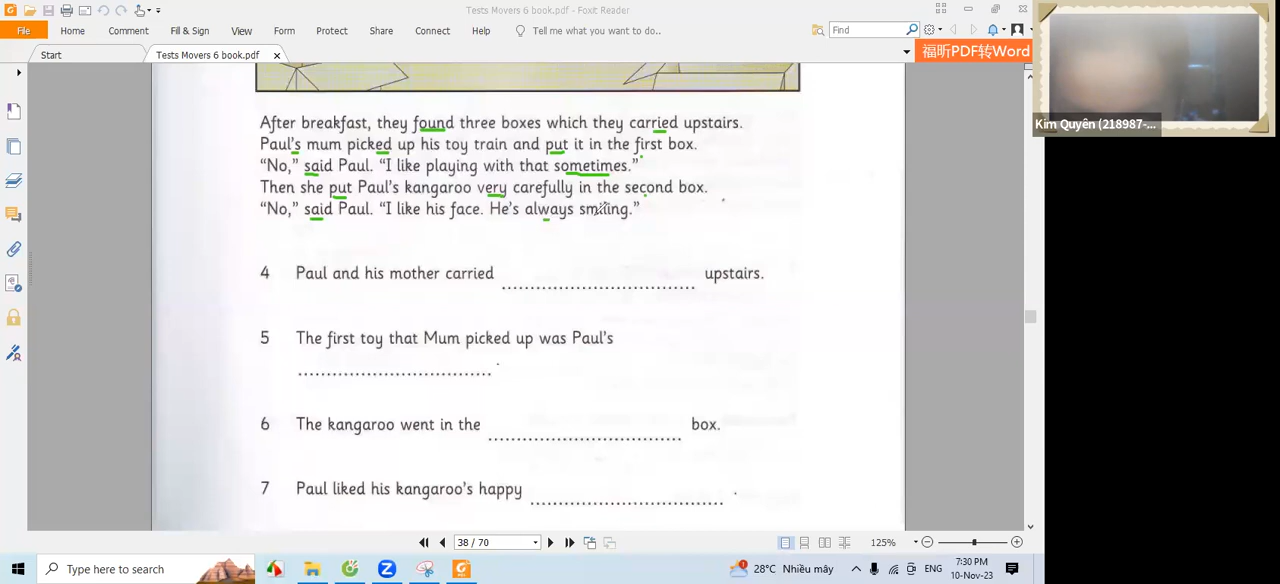 Tests Movers 6 book.pdf - Foxit Reader
File Home Comment Fill & Sign View Form Protect Share Connect Help Tell me what you want to do.. Find
Start Tests Movers 6 book.pdf
福昕PDF转Word
Kim Quyên (218987-...
After breakfast, they found three boxes which they carried upstairs.
Paul's mum picked up his toy train and put it in the first box.
"No," said Paul. "I like playing with that sometimes."
Then she put Paul's kangaroo very carefully in the second box.
"No," said Paul. "I like his face. He's always smiling."
4 Paul and his mother carried ........................................ upstairs.
5 The first toy that Mum picked up was Paul's
........................................ .
6 The kangaroo went in the ........................................ box.
7 Paul liked his kangaroo's happy ........................................ .
38 / 70
125%
Type here to search
28°C Nhiều mây
ENG
7:30 PM
10-Nov-23